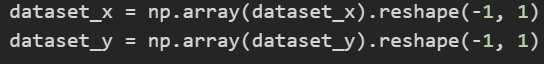 dataset_x = np.array(dataset_x).reshape(-1, 1)
dataset_y = np.array(dataset_y).reshape(-1, 1)